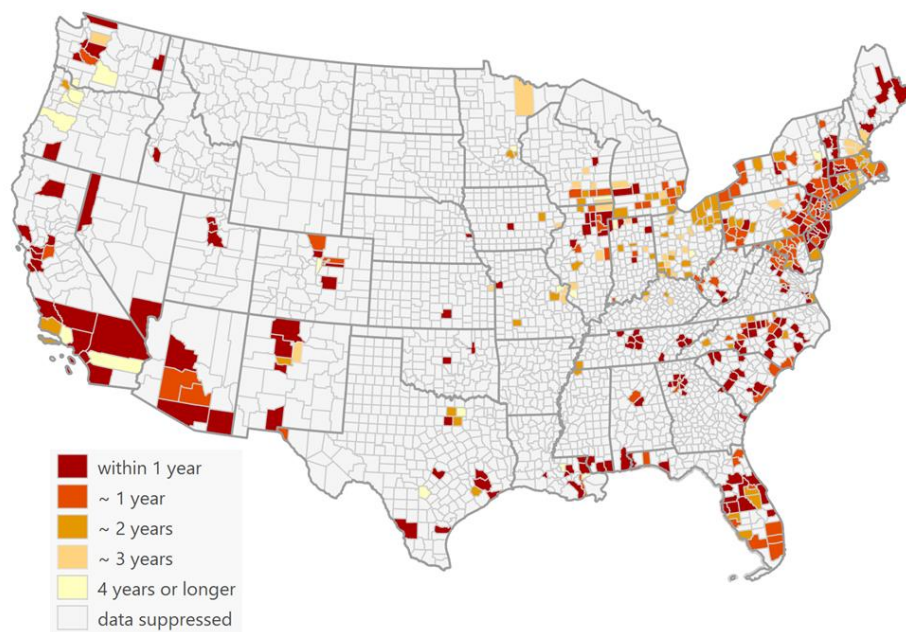 within 1 year
~ 1 year
~ 2 years
~ 3 years
4 years or longer
data suppressed